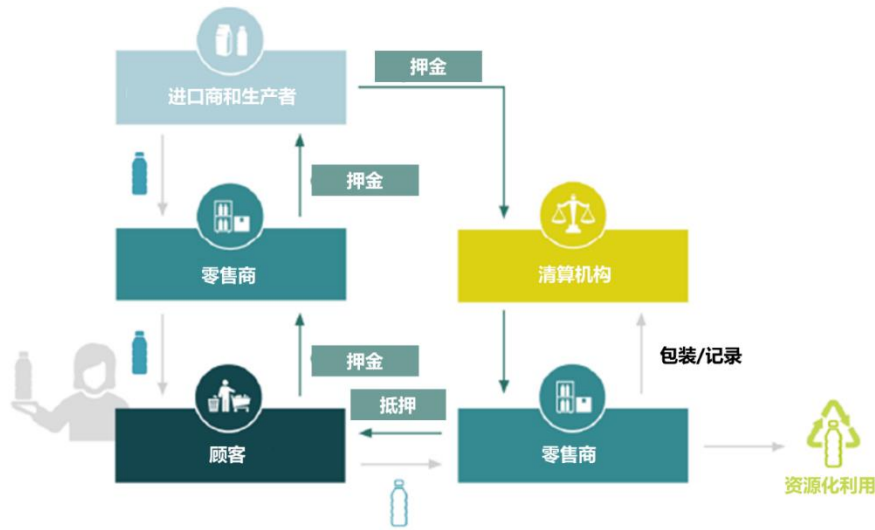 押金
进口商和生产者
押金
零售商
清算机构
押金
包装/记录
抵押
顾客
零售商
资源化利用